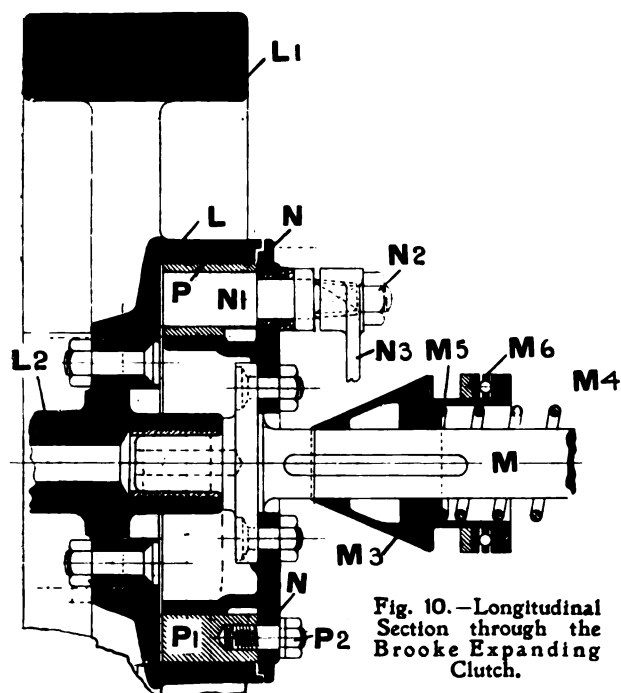 L1
L
N
N2
P
N1
N3
M5
M6
L2
M4
M
M3
N
P1
P2
Fig. 10.—Longitudinal
Section through the
Brooke Expanding
Clutch.